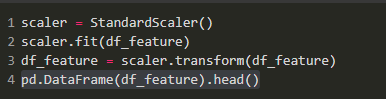 1 scaler = StandardScaler()
2 scaler.fit(df_feature)
3 df_feature = scaler.transform(df_feature)
4 pd.DataFrame(df_feature).head()